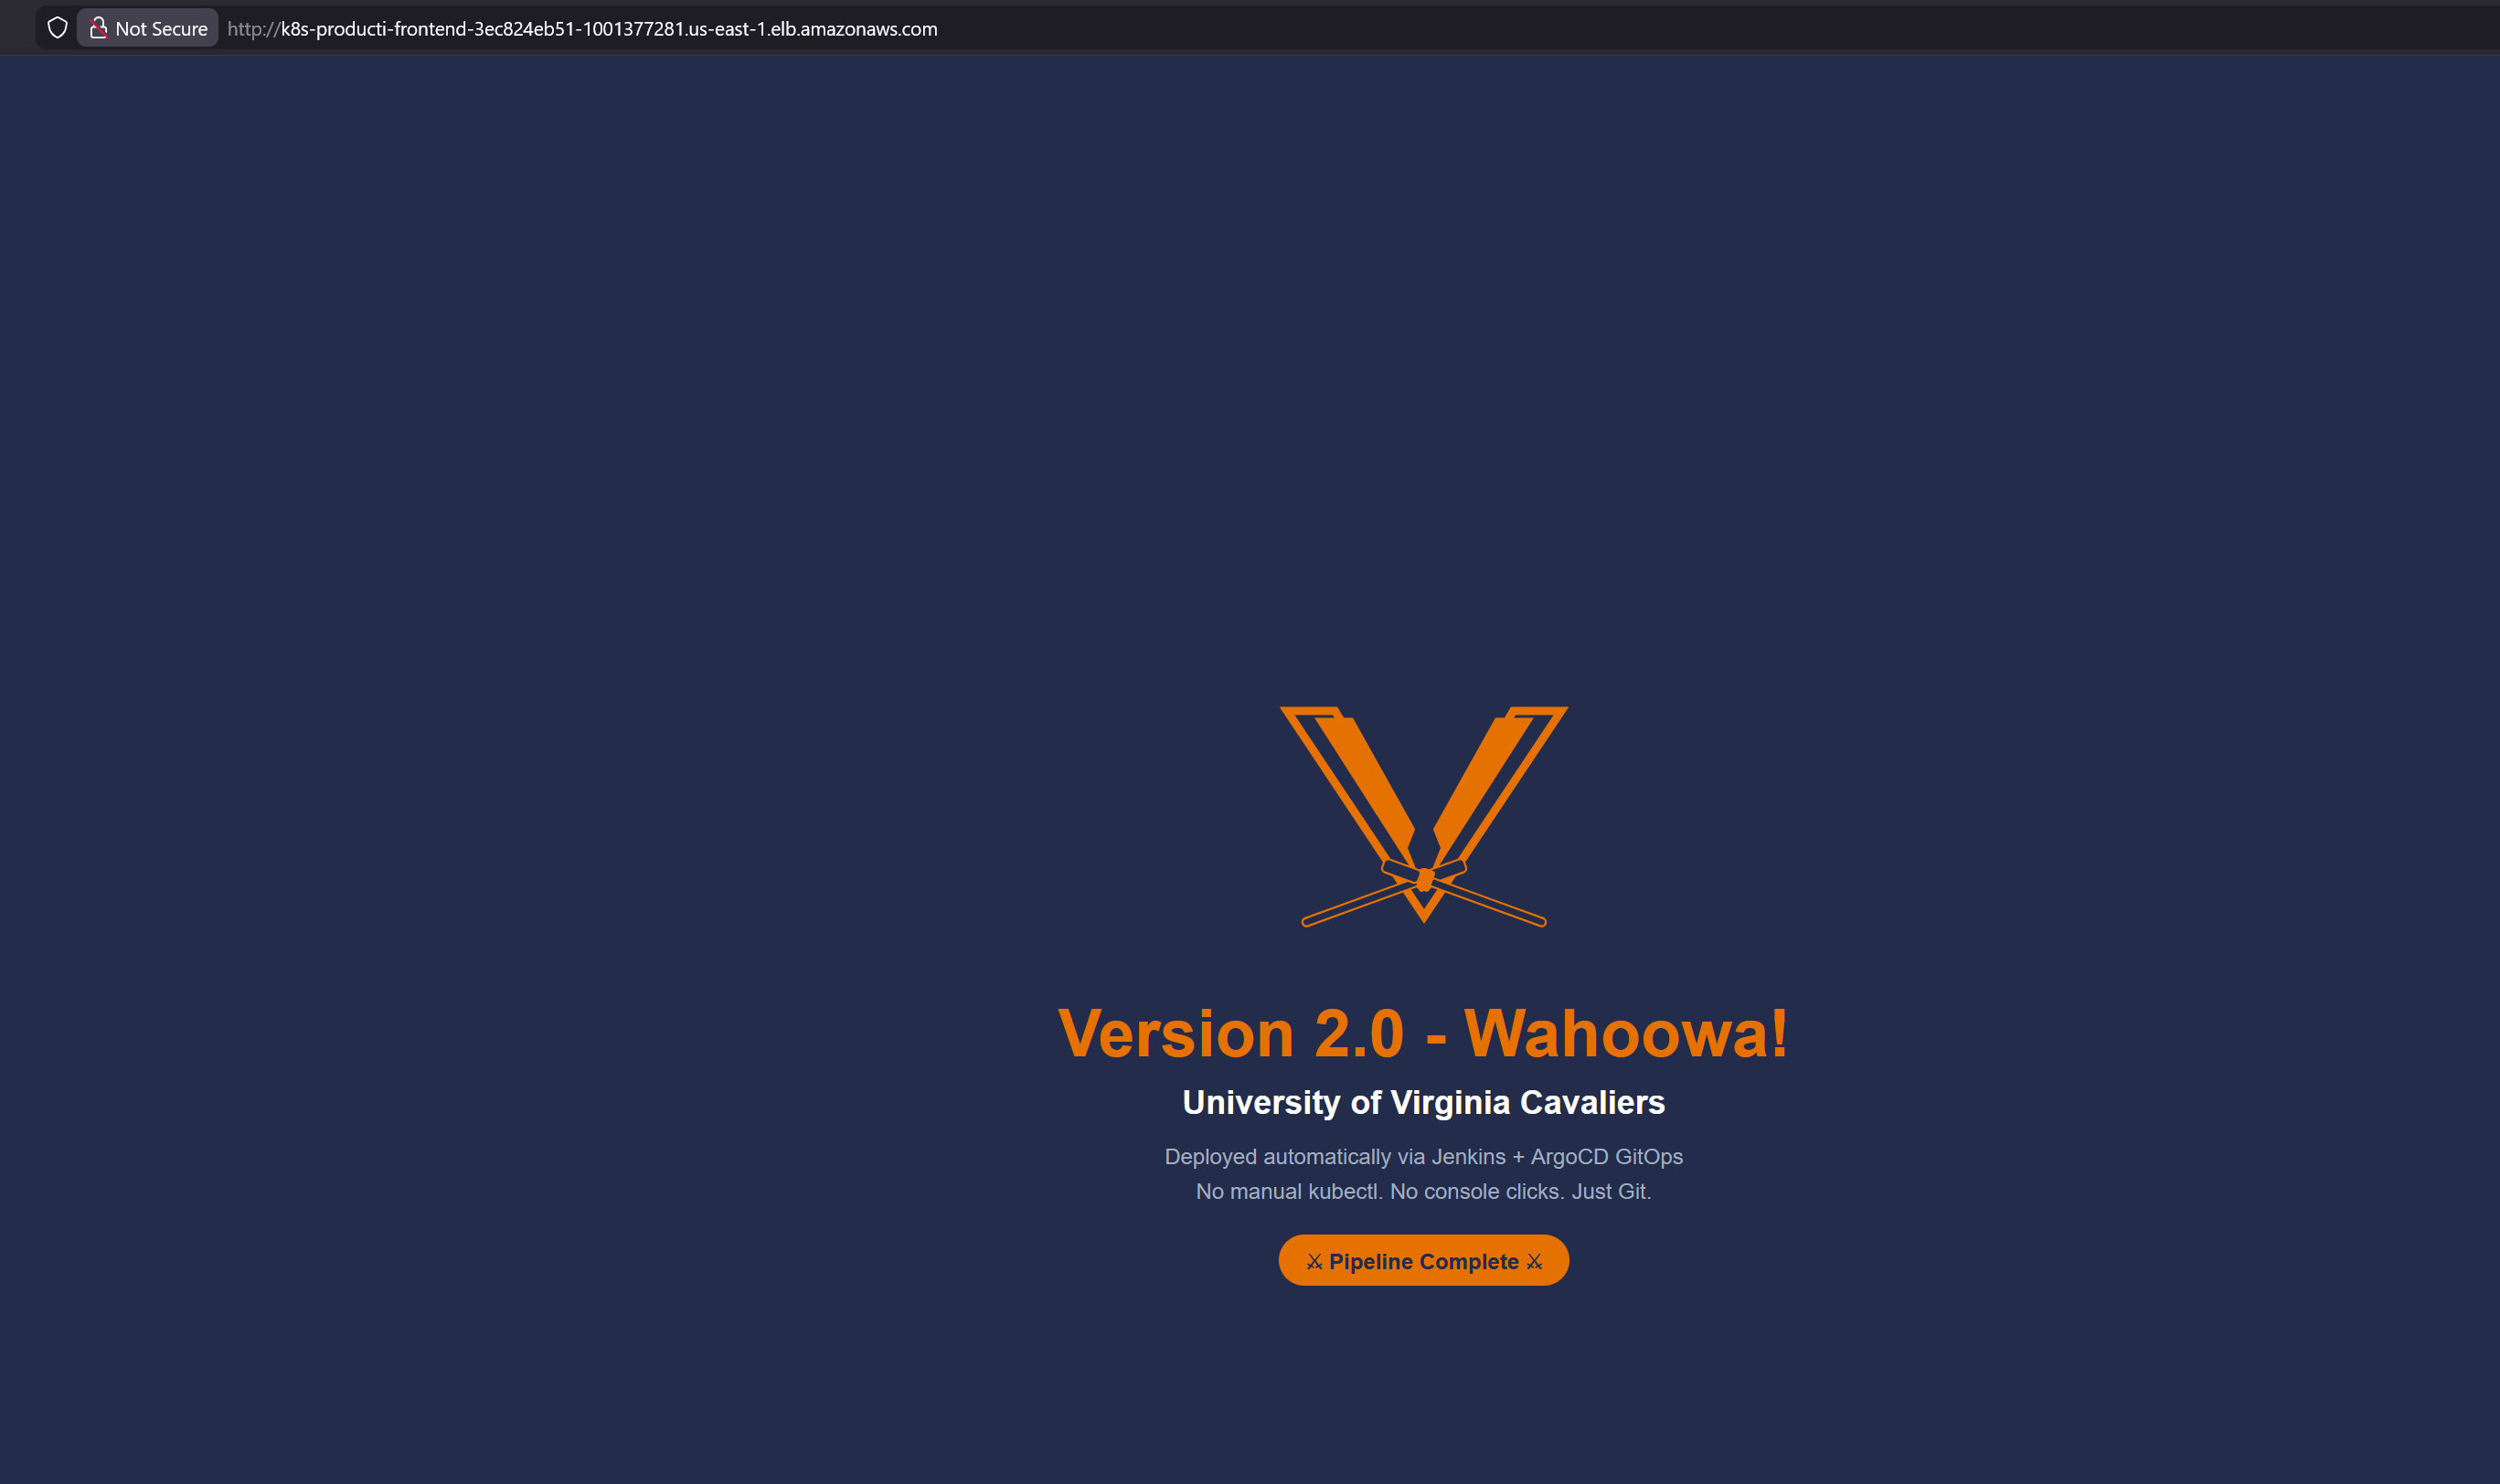 Not Secure http://k8s-producti-frontend-3ec824eb51-1001377281.us-east-1.elb.amazonaws.com
Version 2.0 - Wahoowa!
University of Virginia Cavaliers
Deployed automatically via Jenkins + ArgoCD GitOps
No manual kubectl. No console clicks. Just Git.
⚔ Pipeline Complete ⚔